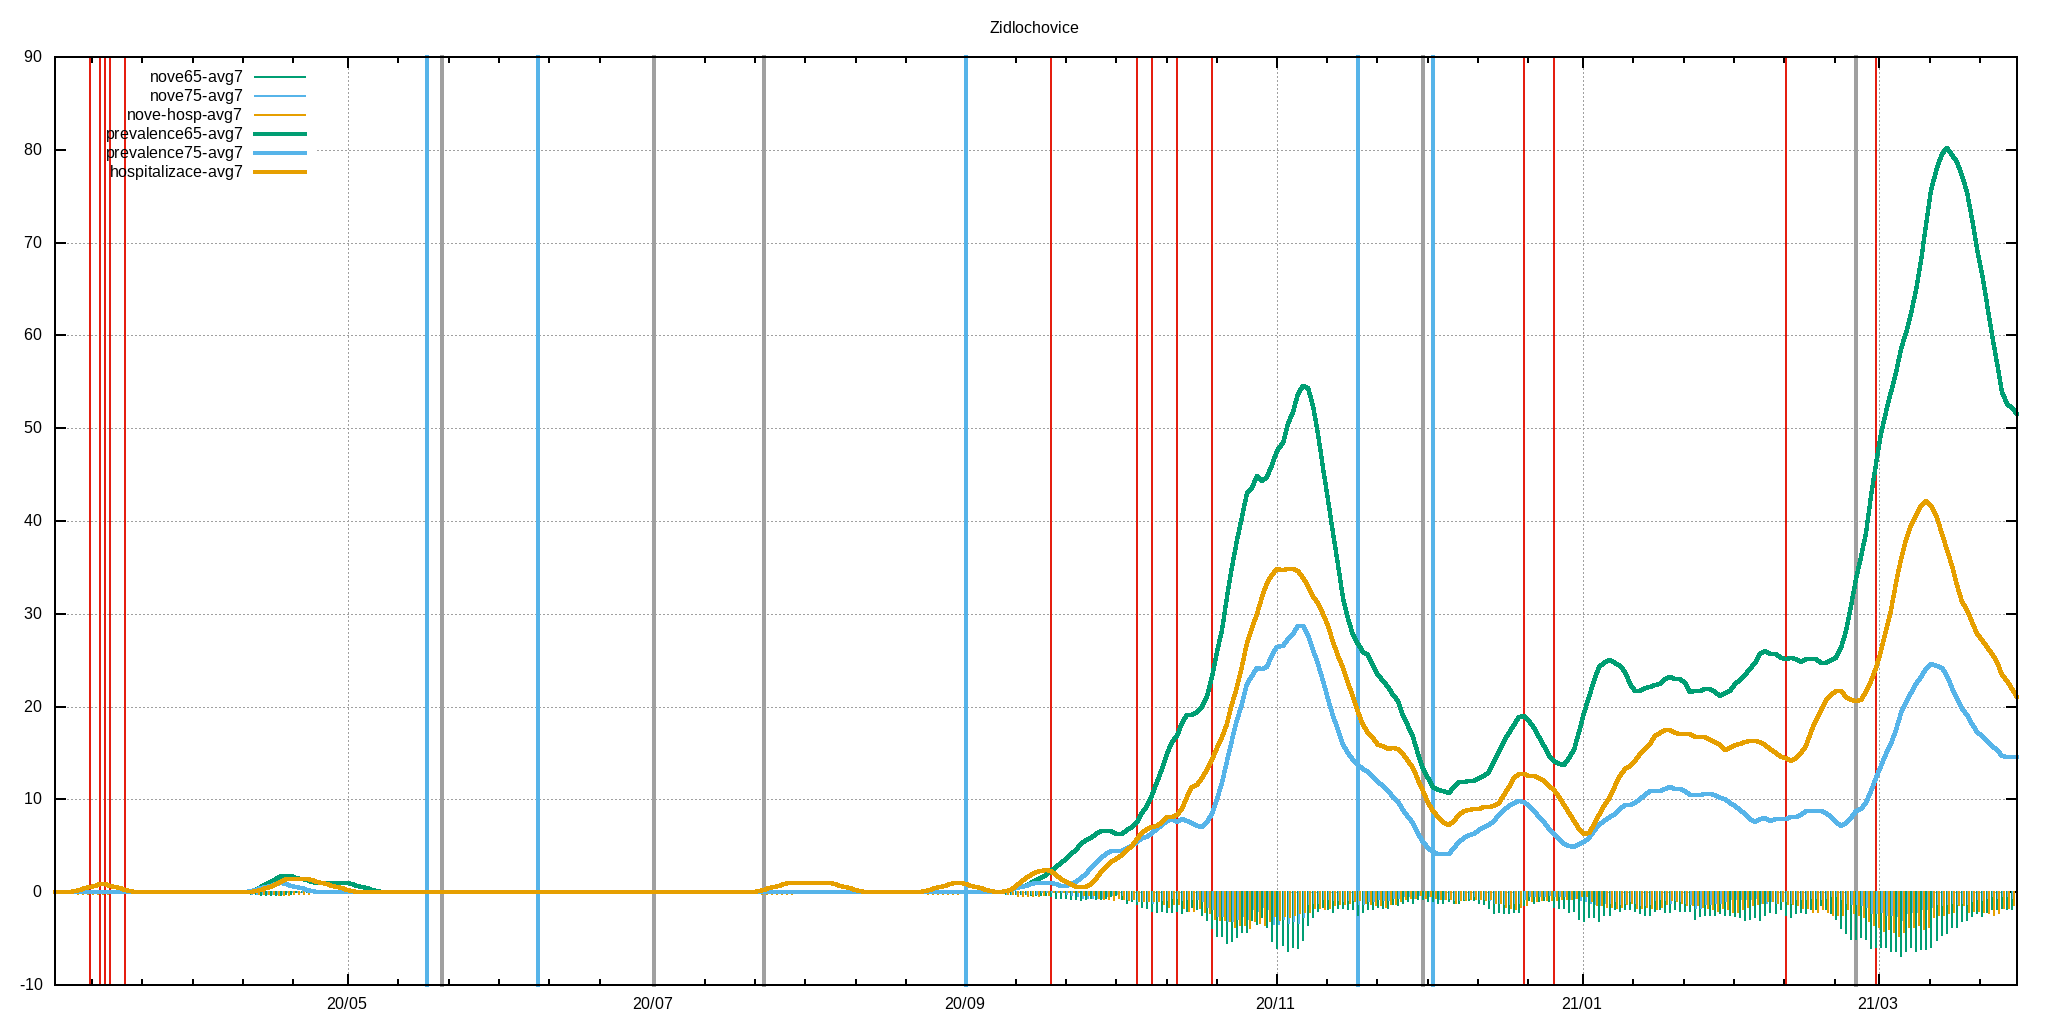 Zidlochovice
90
80
70
60
50
40
30
20
10
0
-10
nove65-avg7
nove75-avg7
nove-hosp-avg7
prevalence65-avg7
prevalence75-avg7
hospitalizace-avg7
20/05 20/07 20/09 20/11 21/01 21/03